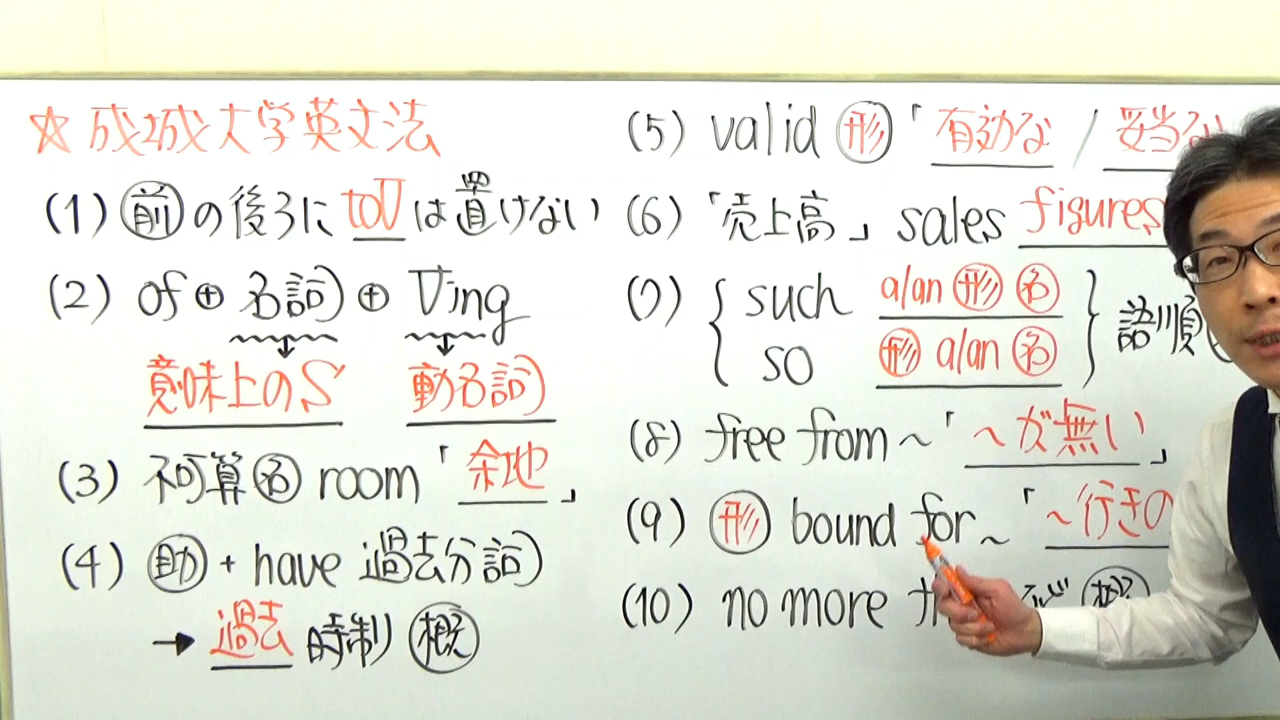 ☆成城大学英文法
(1) 前の後ろにtoVは置けない
(2) of ⊕ 名詞 ⊕ Ving
意味上のS 動名詞
(3) 不可算名 room「余地」
(4) 助 + have 過去分詞
→ 過去 時制 概
(5) valid 形「有効な / 妥当な
(6)「売上高」 sales figures
(7) such a/an 形 名
so 形 a/an 名
語順
(8) free from ~「~が無い」
(9) 形 bound for ~「~行きの
(10) no more 概